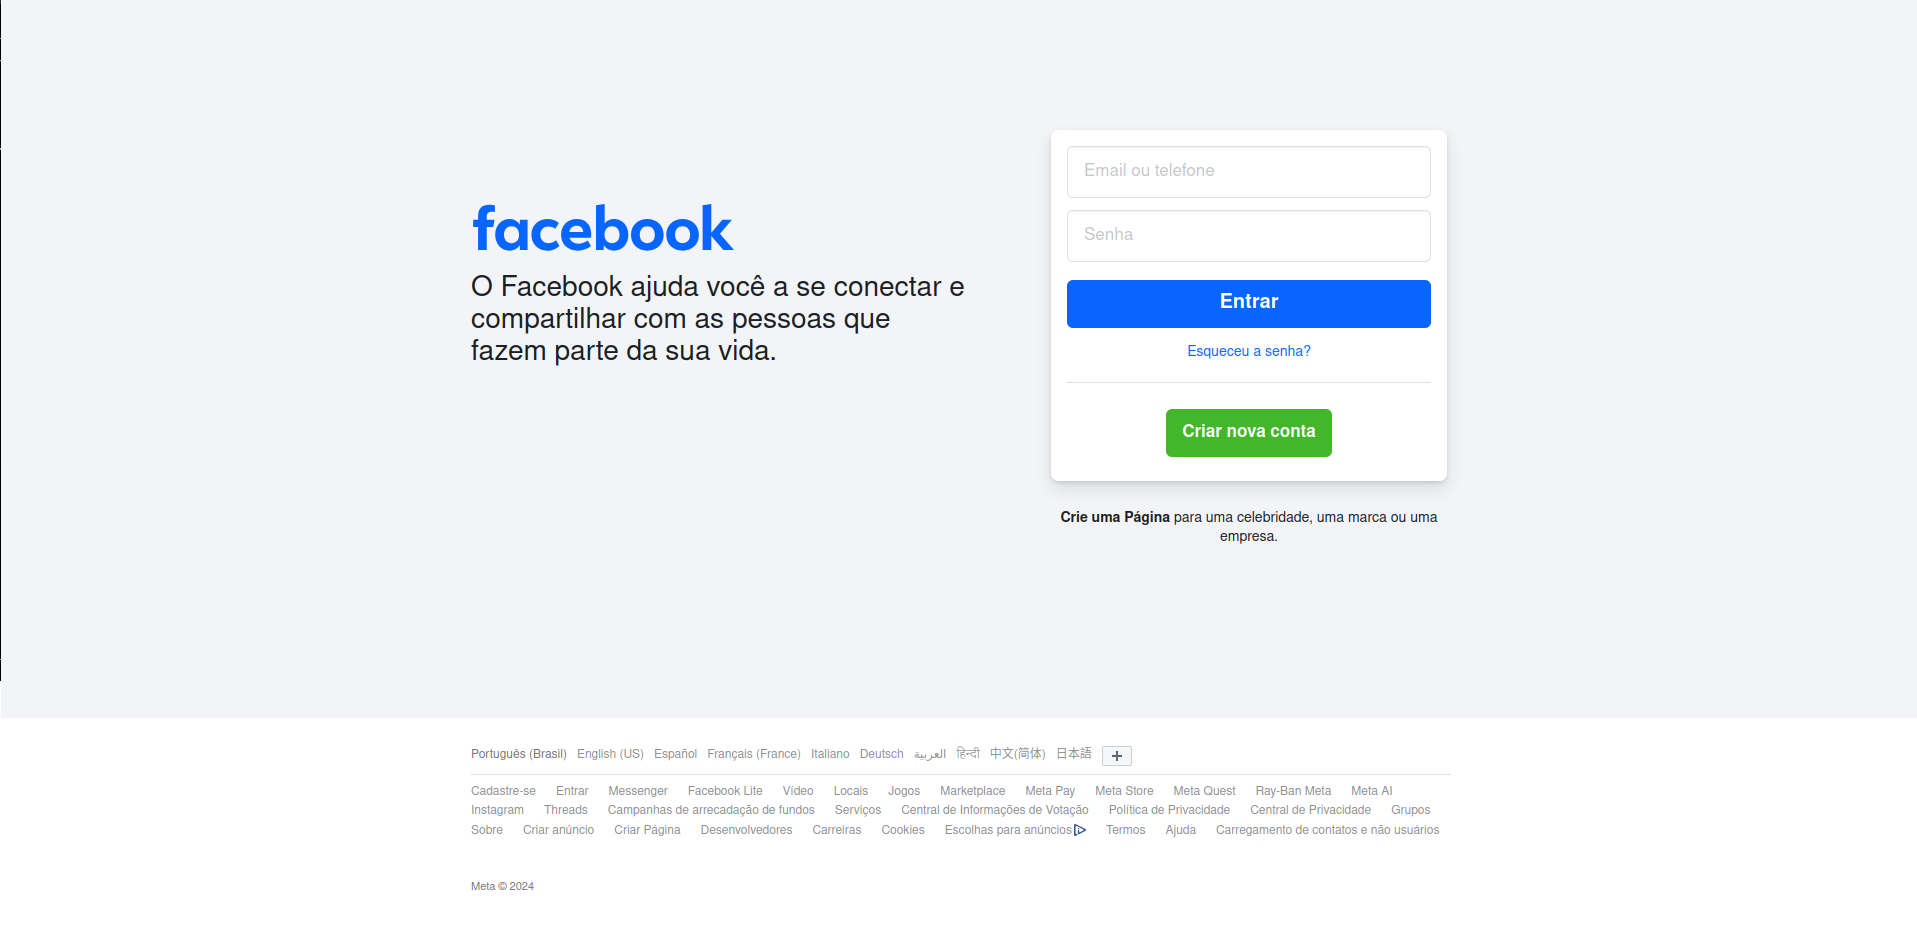 facebook
O Facebook ajuda você a se conectar e
compartilhar com as pessoas que
fazem parte da sua vida.
Email ou telefone
Senha
Entrar
Esqueceu a senha?
Criar nova conta
Crie uma Página para uma celebridade, uma marca ou uma
empresa.
Português (Brasil) English (US) Español Français (France) Italiano Deutsch العربية हिन्दी 中文(简体) 日本語
Cadastre-se Entrar Messenger Facebook Lite Vídeo Locais Jogos Marketplace Meta Pay Meta Store Meta Quest Ray-Ban Meta Meta AI
Instagram Threads Campanhas de arrecadação de fundos Serviços Central de Informações de Votação Política de Privacidade Central de Privacidade Grupos
Sobre Criar anúncio Criar Página Desenvolvedores Carreiras Cookies Escolhas para anúncios Termos Ajuda Carregamento de contatos e não usuários
Meta © 2024